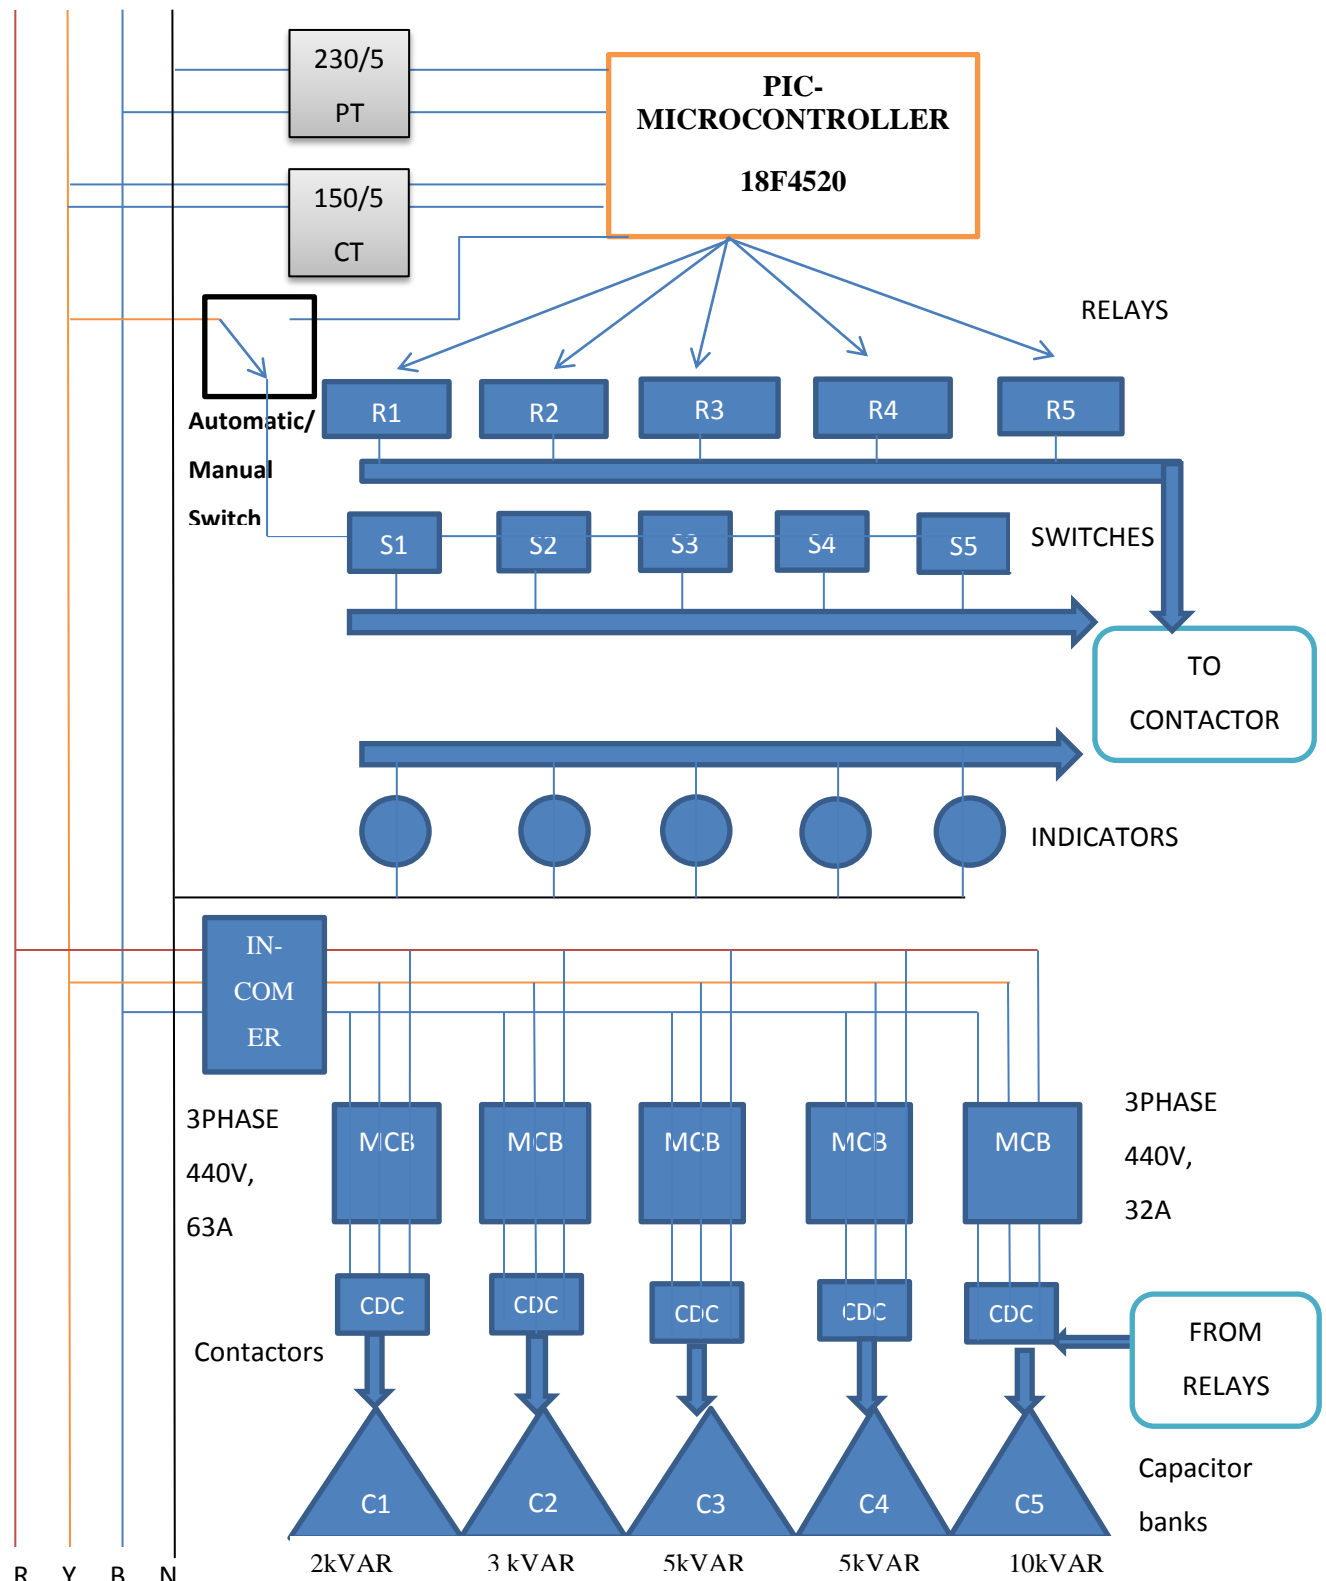 230/5
PT
PIC-
MICROCONTROLLER
18F4520
150/5
CT
RELAYS
Automatic/
Manual
Switch
R1
R2
R3
R4
R5
S1
S2
S3
S4
S5
SWITCHES
TO
CONTACTOR
INDICATORS
IN-
COM
ER
3PHASE
440V,
63A
MCB
MCB
MCB
MCB
MCB
3PHASE
440V,
32A
CDC
CDC
CDC
CDC
CDC
Contactors
FROM
RELAYS
C1
C2
C3
C4
C5
Capacitor
banks
2kVAR
3 kVAR
5kVAR
5kVAR
10kVAR
R
Y
B
N